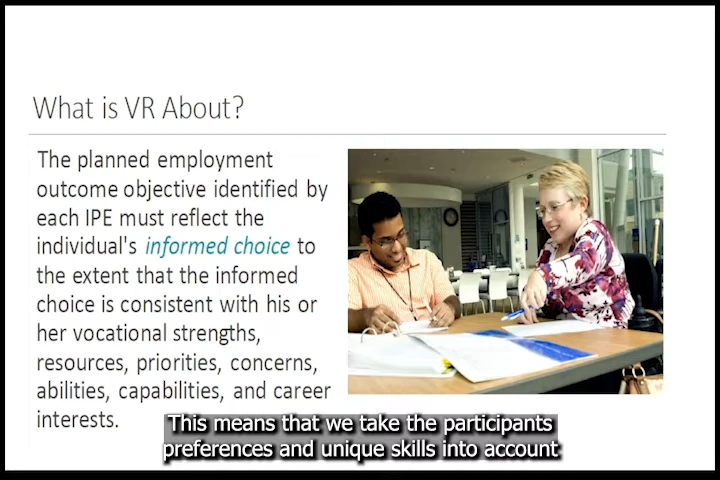 What is VR About?
The planned employment
outcome objective identified by
each IPE must reflect the
individual's informed choice to
the extent that the informed
choice is consistent with his or
her vocational strengths,
resources, priorities, concerns,
abilities, capabilities, and career
interests.
This means that we take the participants
preferences and unique skills into account